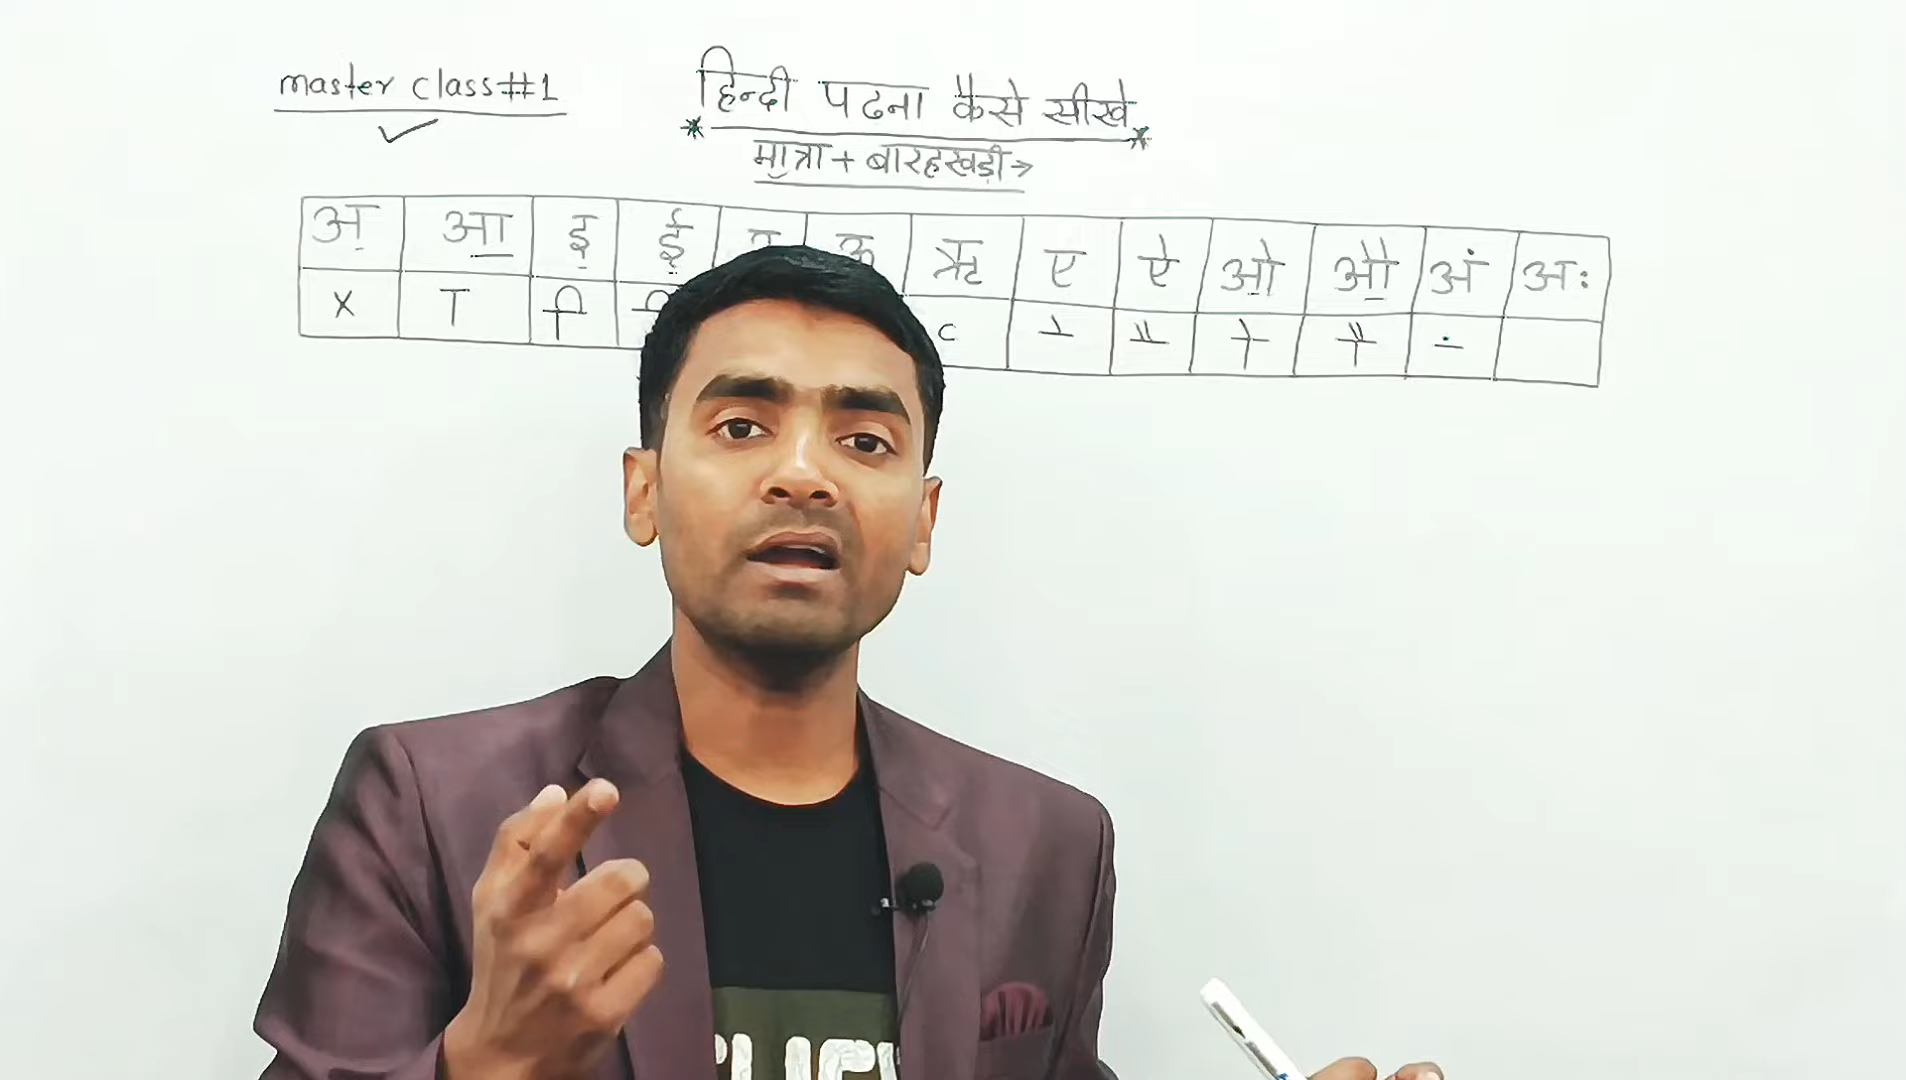 master class#1
हिन्दी पढना कैसे सीखे
मात्रा + बारहखड़ी →
अ आ इ ई ऊ ऋ ए ऐ ओ औ अं अः
X ा ि ृ े ै ो ौ ं